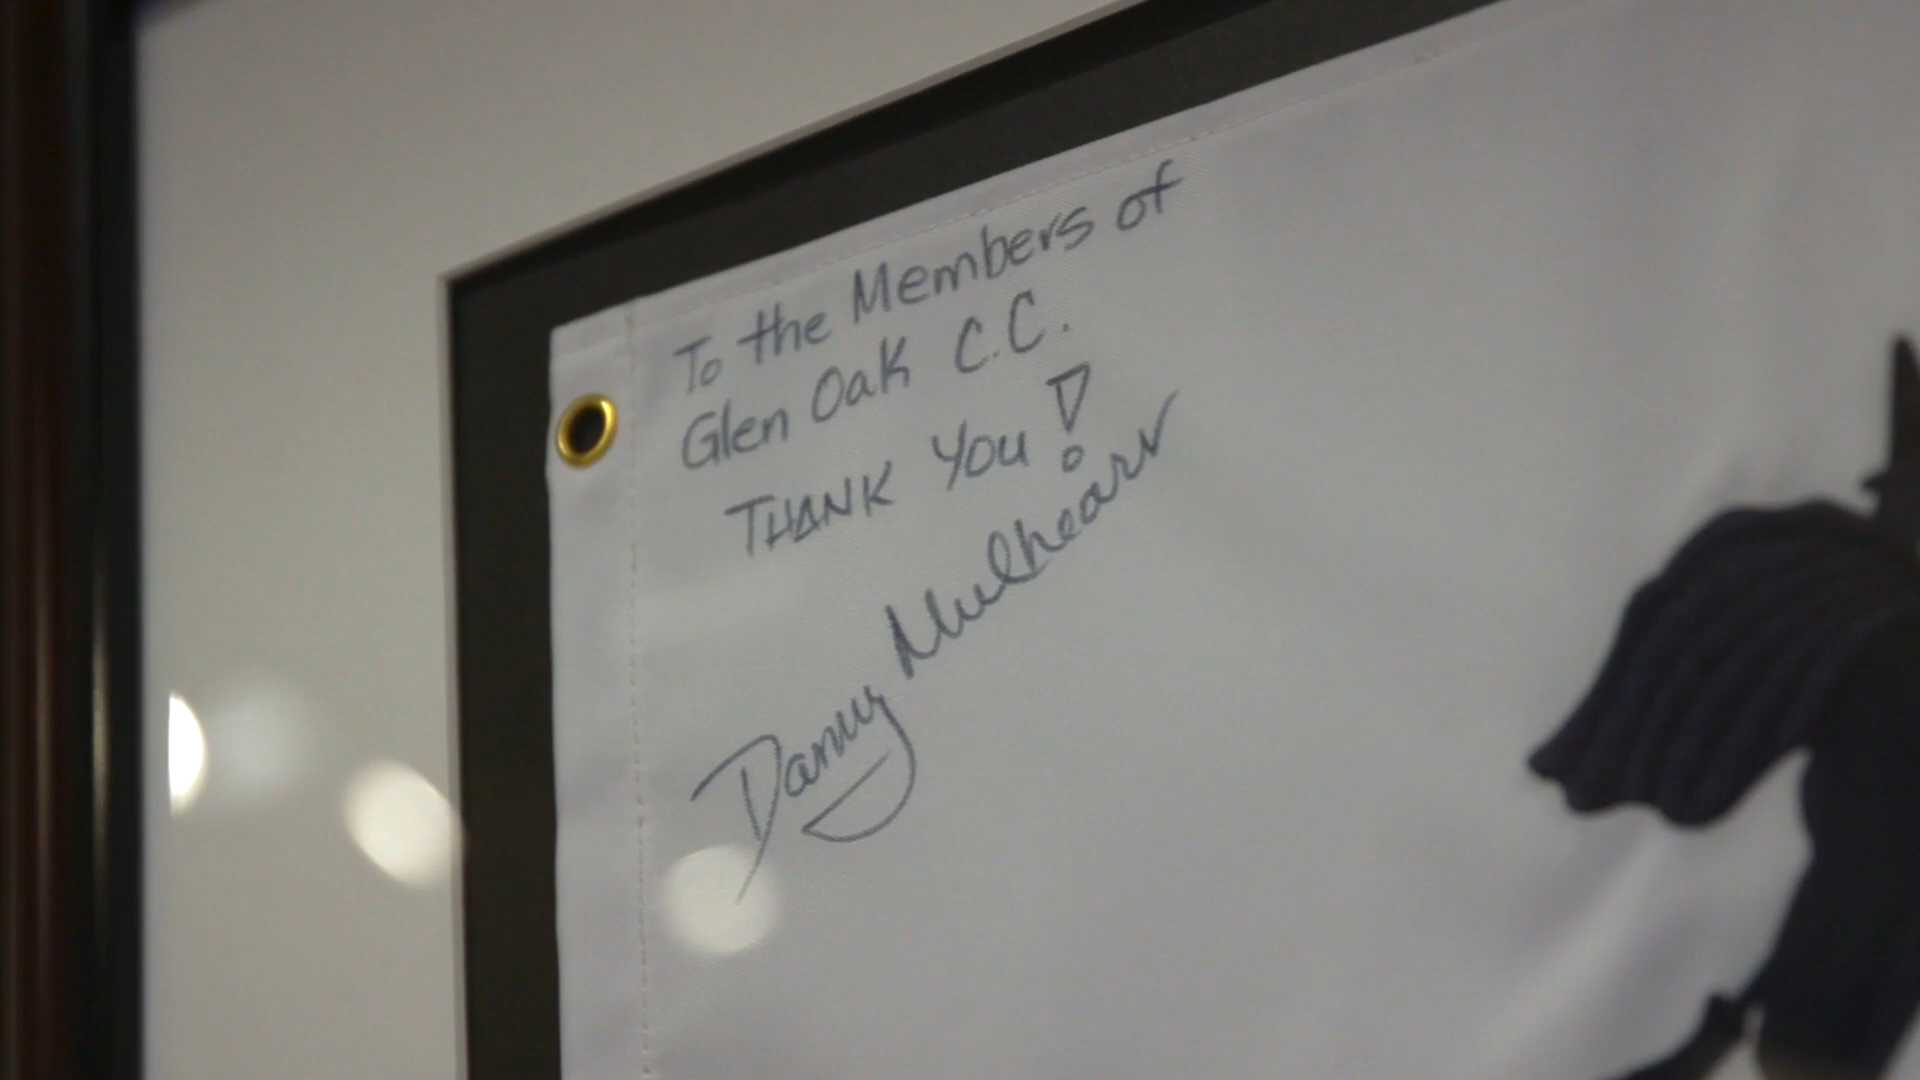 To the Members of
Glen Oak C.C.
THANK YOU!
Danny Mulhearn